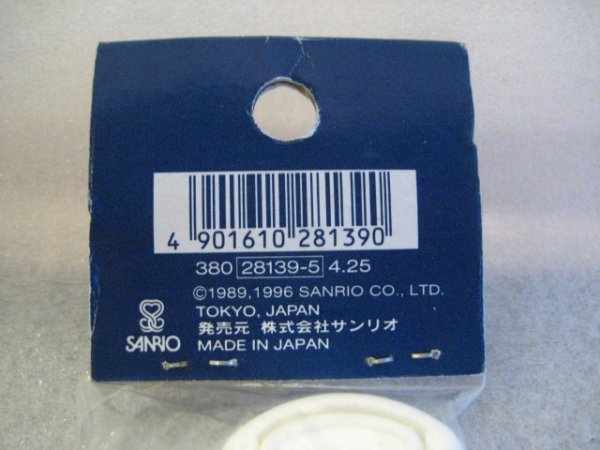 4 901610 281390
380 28139-5 4.25
©1989,1996 SANRIO CO., LTD.
TOKYO, JAPAN
発売元 株式会社サンリオ
MADE IN JAPAN
SANRIO